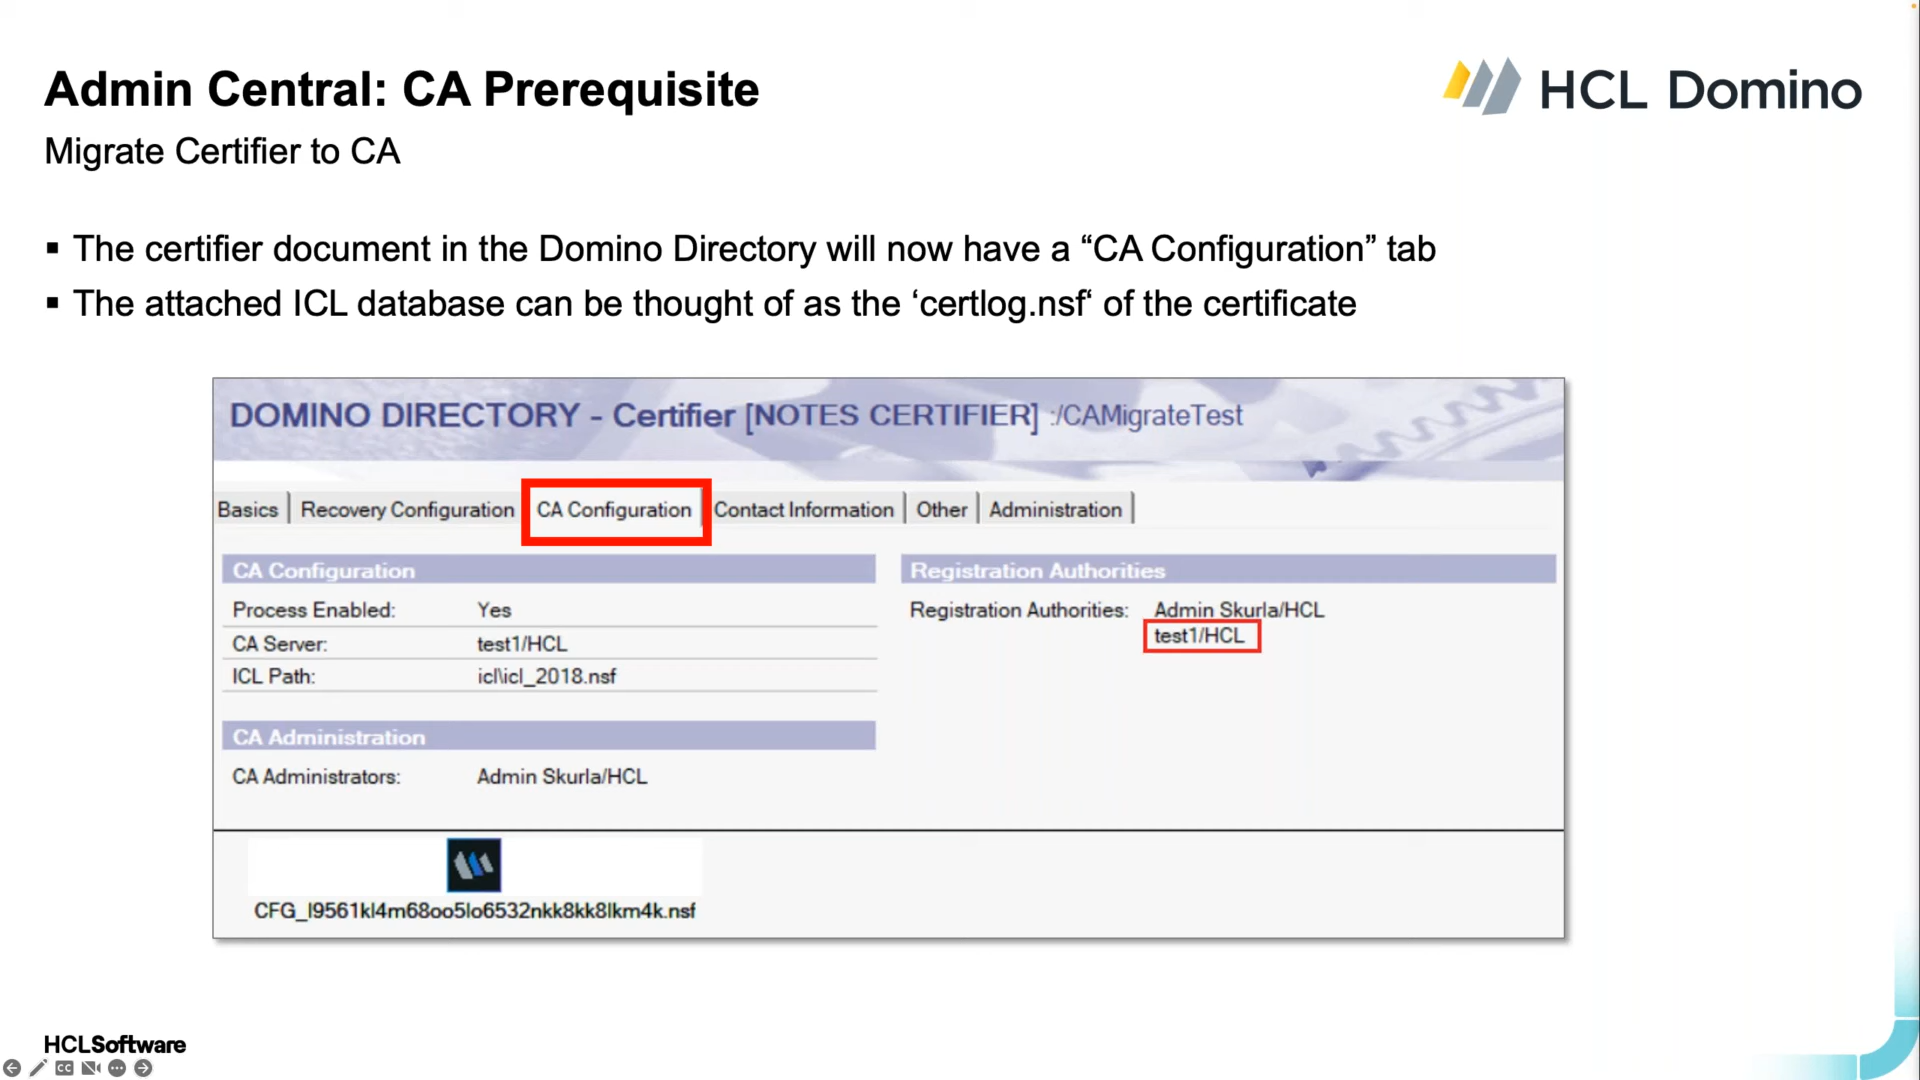 Admin Central: CA Prerequisite
HCL Domino
Migrate Certifier to CA
▪ The certifier document in the Domino Directory will now have a “CA Configuration” tab
▪ The attached ICL database can be thought of as the ‘certlog.nsf‘ of the certificate
DOMINO DIRECTORY - Certifier [NOTES CERTIFIER] :/CAMigrateTest
Basics Recovery Configuration CA Configuration Contact Information Other Administration
CA Configuration
Process Enabled: Yes
CA Server: test1/HCL
ICL Path: icl\icl_2018.nsf
Registration Authorities
Registration Authorities: Admin Skurla/HCL
test1/HCL
CA Administration
CA Administrators: Admin Skurla/HCL
CFG_l9561kl4m68oo5lo6532nkk8kk8lkm4k.nsf
HCLSoftware
CC